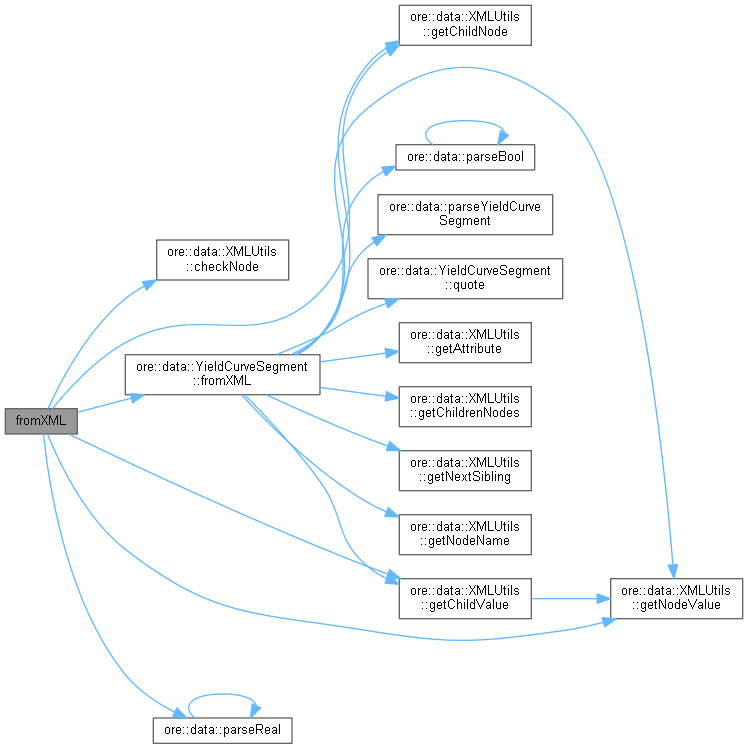 ore::data::XMLUtils
::getChildNode
ore::data::parseBool
ore::data::parseYieldCurve
Segment
ore::data::XMLUtils
::checkNode
ore::data::YieldCurveSegment
::quote
ore::data::XMLUtils
::getAttribute
ore::data::YieldCurveSegment
::fromXML
ore::data::XMLUtils
::getChildrenNodes
fromXML
ore::data::XMLUtils
::getNextSibling
ore::data::XMLUtils
::getNodeName
ore::data::XMLUtils
::getChildValue
ore::data::XMLUtils
::getNodeValue
ore::data::parseReal